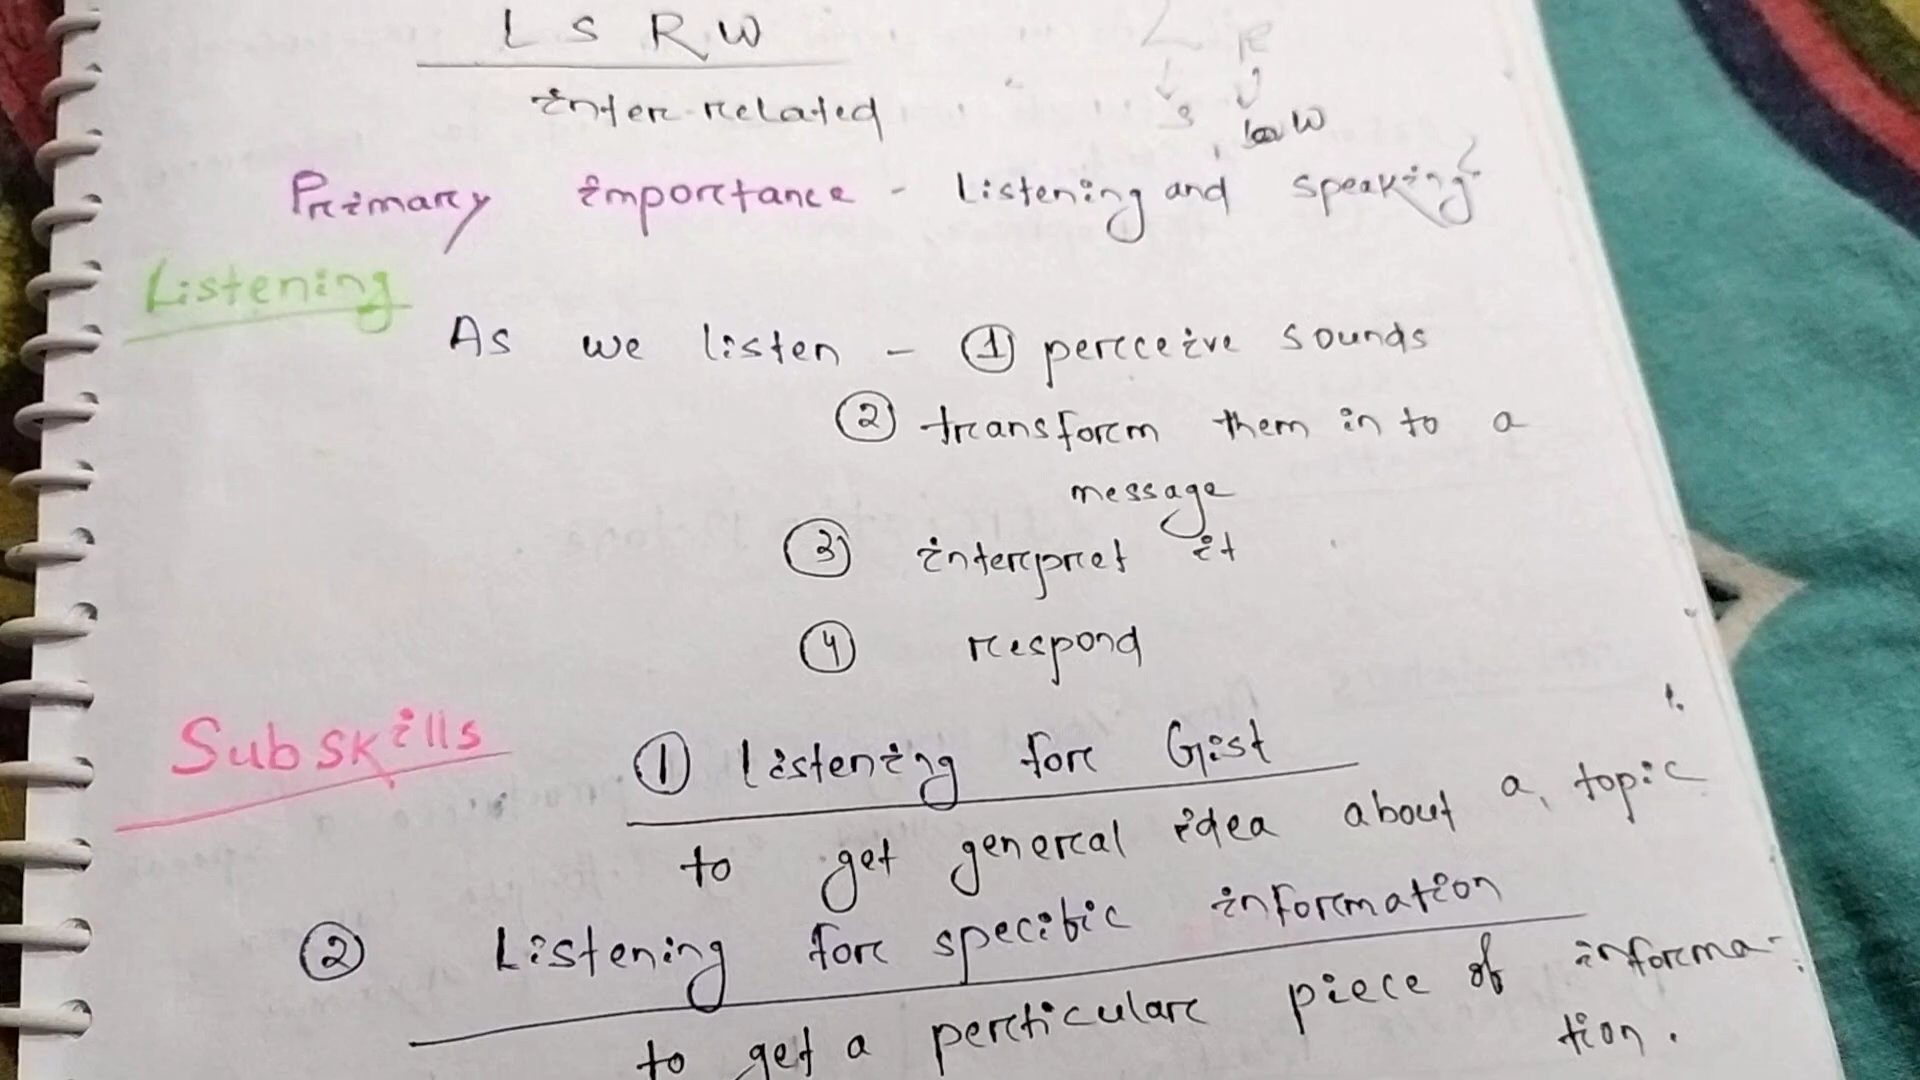 L S R W
inter-related
L R
s W
Primary importance - Listening and speaking
Listening
As we listen - ① perceive sounds
② transform them in to a
message
③ interpret it
④ respond
Subskills
① Listening for Gist
to get general idea about a topic
② Listening for specific information
to get a perticular piece of informa-
tion.